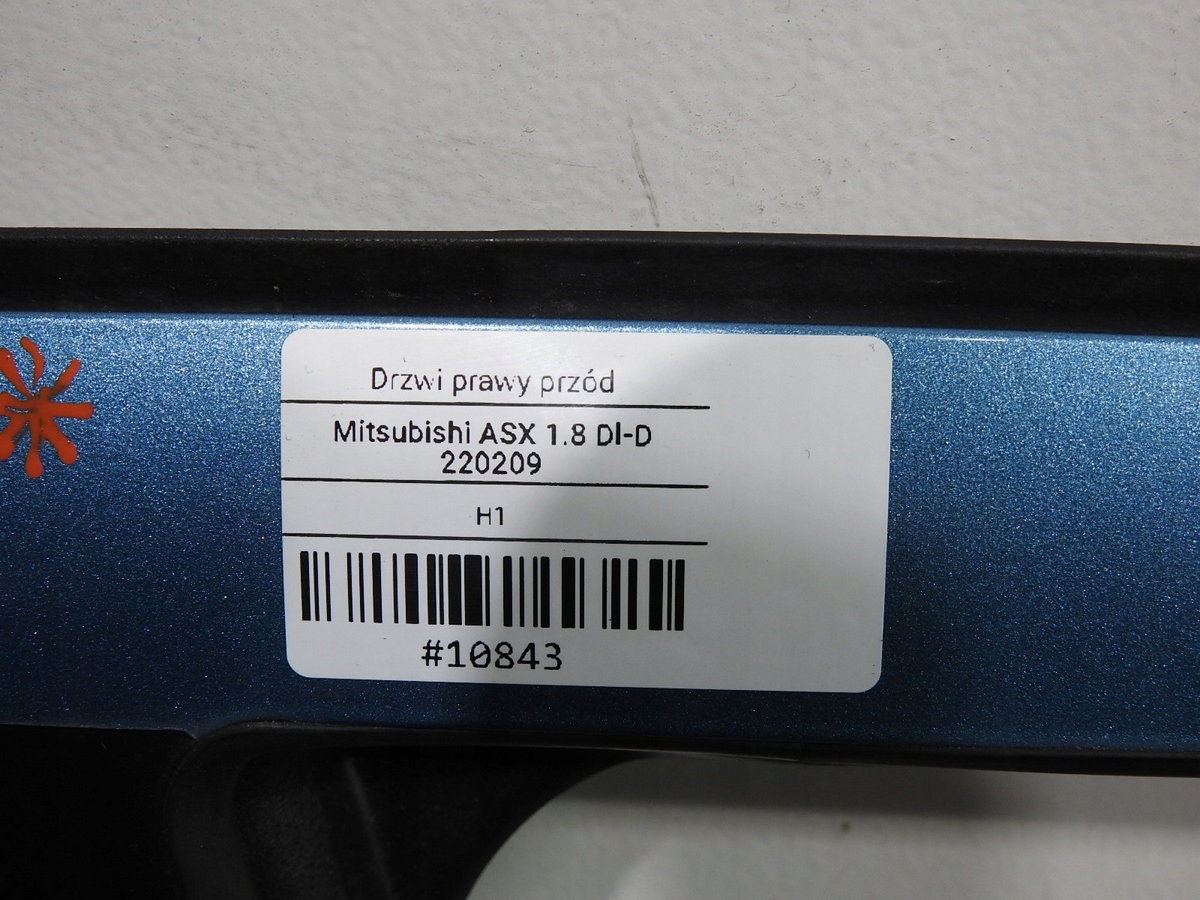 Drzwi prawy przód
Mitsubishi ASX 1.8 DI-D
220209
H1
#10843